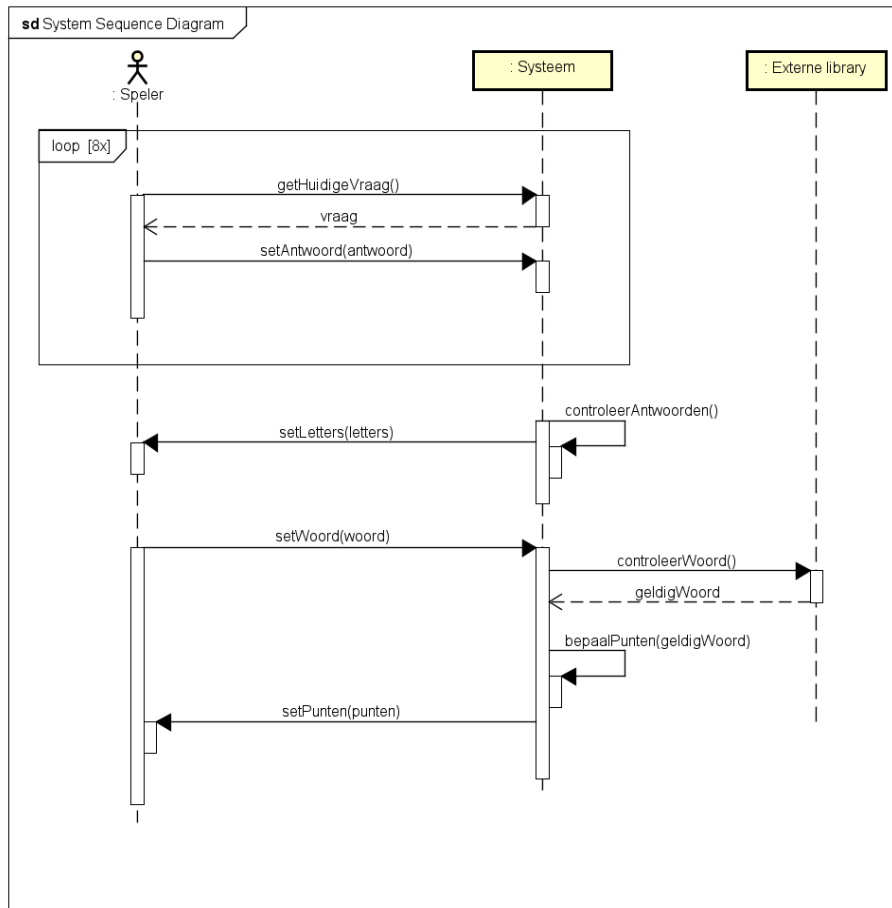 sd System Sequence Diagram
: Speler
: Systeem
: Externe library
loop [8x]
getHuidigeVraag()
vraag
setAntwoord(antwoord)
controleerAntwoorden()
setLetters(letters)
setWoord(woord)
controleerWoord()
geldigWoord
bepaalPunten(geldigWoord)
setPunten(punten)